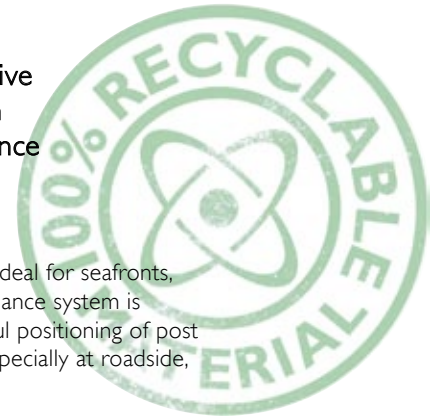 ive
nce
deal for seafronts,
ance system is
ul positioning of post
pecially at roadside,
100% RECYCLABLE
MATERIAL